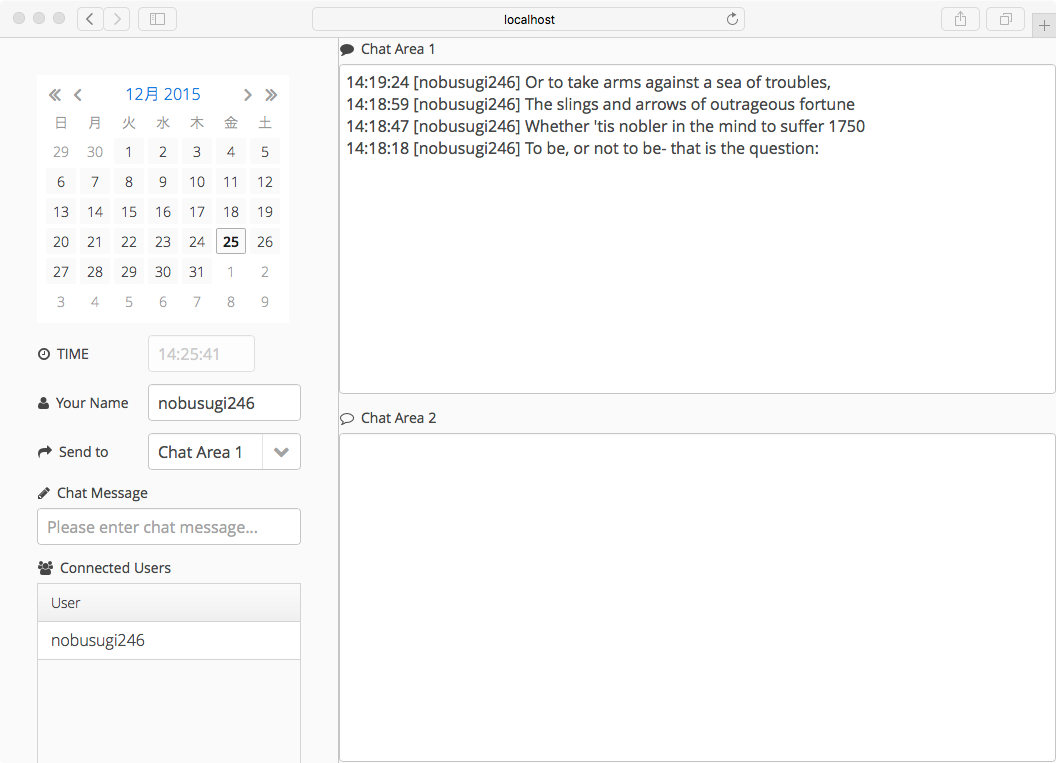 localhost
12月 2015
日 月 火 水 木 金 土
29 30 1 2 3 4 5
6 7 8 9 10 11 12
13 14 15 16 17 18 19
20 21 22 23 24 25 26
27 28 29 30 31 1 2
3 4 5 6 7 8 9
TIME 14:25:41
Your Name nobusugi246
Send to Chat Area 1
Chat Message
Please enter chat message...
Connected Users
User
nobusugi246
Chat Area 1
14:19:24 [nobusugi246] Or to take arms against a sea of troubles,
14:18:59 [nobusugi246] The slings and arrows of outrageous fortune
14:18:47 [nobusugi246] Whether 'tis nobler in the mind to suffer 1750
14:18:18 [nobusugi246] To be, or not to be- that is the question:
Chat Area 2